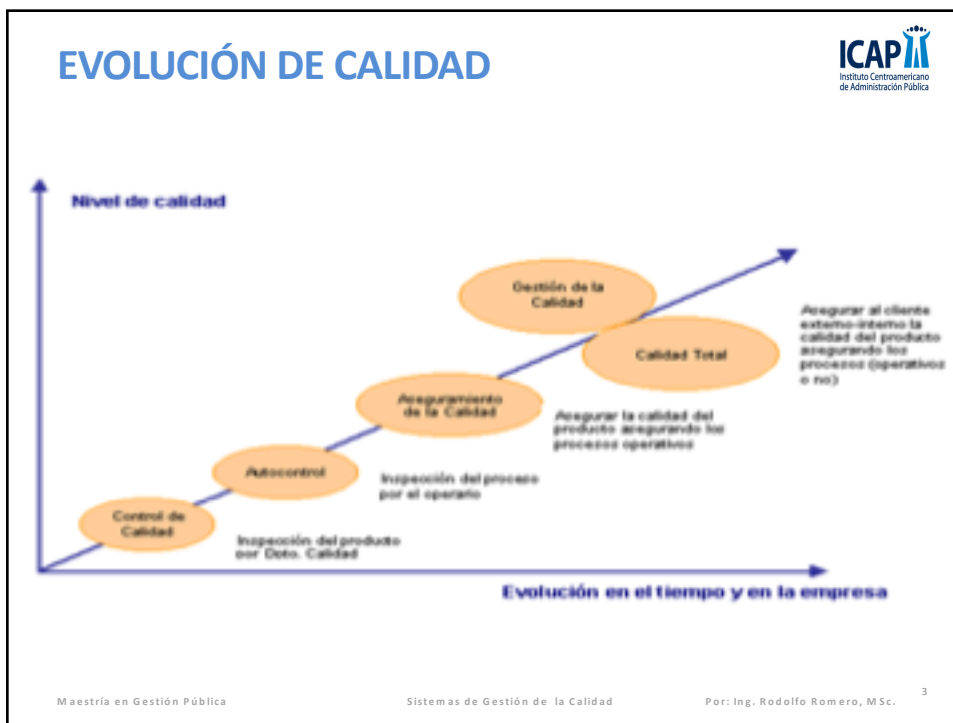 EVOLUCIÓN DE CALIDAD
ICAP
Instituto Centroamericano
de Administración Pública
Nivel de calidad
Gestión de la
Calidad
Asegurar al cliente
externo-interno la
calidad del producto
asegurando los
procesos (operativos
o no)
Calidad Total
Aseguramiento
de la Calidad
Asegurar la calidad del
producto asegurando los
procesos operativos
Autocontrol
Inspección del proceso
por el operario
Control de
Calidad
Inspección del producto
por Dpto. Calidad
Evolución en el tiempo y en la empresa
Maestría en Gestión Pública
Sistemas de Gestión de la Calidad
Por: Ing. Rodolfo Romero, MSc.
3